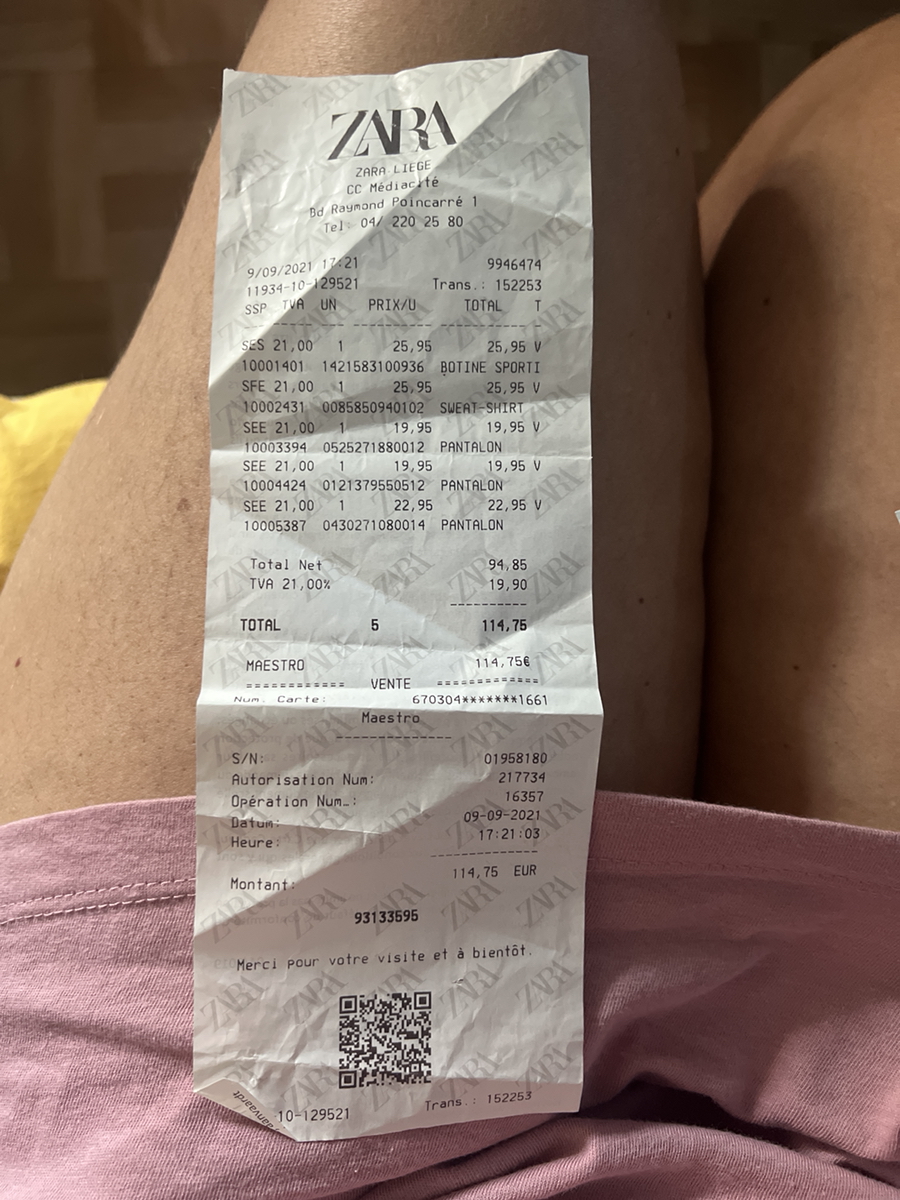 ZARA
ZARA LIEGE
CC Médiacité
Bd Raymond Poincarré 1
Tel: 04/ 220 25 80
9/09/2021 17:21 9946474
11934-10-129521 Trans.: 152253
SSP TVA UN PRIX/U TOTAL T
SES 21,00 1 25,95 25,95 V
10001401 1421583100936 BOTINE SPORTI
SFE 21,00 1 25,95 25,95 V
10002431 0085850940102 SWEAT-SHIRT
SEE 21,00 1 19,95 19,95 V
10003394 0525271880012 PANTALON
SEE 21,00 1 19,95 19,95 V
10004424 0121379550512 PANTALON
SEE 21,00 1 22,95 22,95 V
10005387 0430271080014 PANTALON
Total Net 94,85
TVA 21,00% 19,90
TOTAL 5 114,75
MAESTRO 114,75€
============ VENTE ============
Num. Carte: 670304*******1661
Maestro
S/N: 01958180
Autorisation Num: 217734
Opération Num.: 16357
Datum: 09-09-2021
Heure: 17:21:03
Montant: 114,75 EUR
93133595
Merci pour votre visite et à bientôt.
10-129521 Trans.: 152253